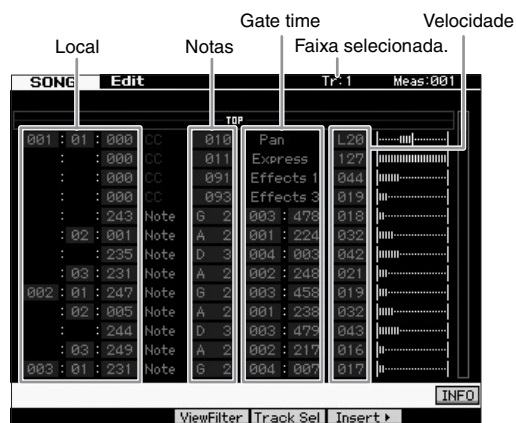 Gate time Velocidade
Local Notas Faixa selecionada.
SONG Edit Tr:1 Meas:001
TOP
001 : 01 : 000 CC 010 Pan L20
: : 000 CC 011 Express 127
: : 000 CC 091 Effects 1 044
: : 000 CC 093 Effects 3 019
: : 243 Note G 2 003 : 478 018
: 02 : 001 Note A 2 001 : 224 032
: : 235 Note D 3 004 : 003 042
: 03 : 231 Note A 2 002 : 248 021
002 : 01 : 247 Note G 2 003 : 458 019
: 02 : 005 Note A 2 001 : 238 032
: : 244 Note D 3 003 : 479 043
: 03 : 249 Note A 2 002 : 217 016
003 : 01 : 231 Note G 2 004 : 007 017
INFO
ViewFilter Track Sel Insert▸